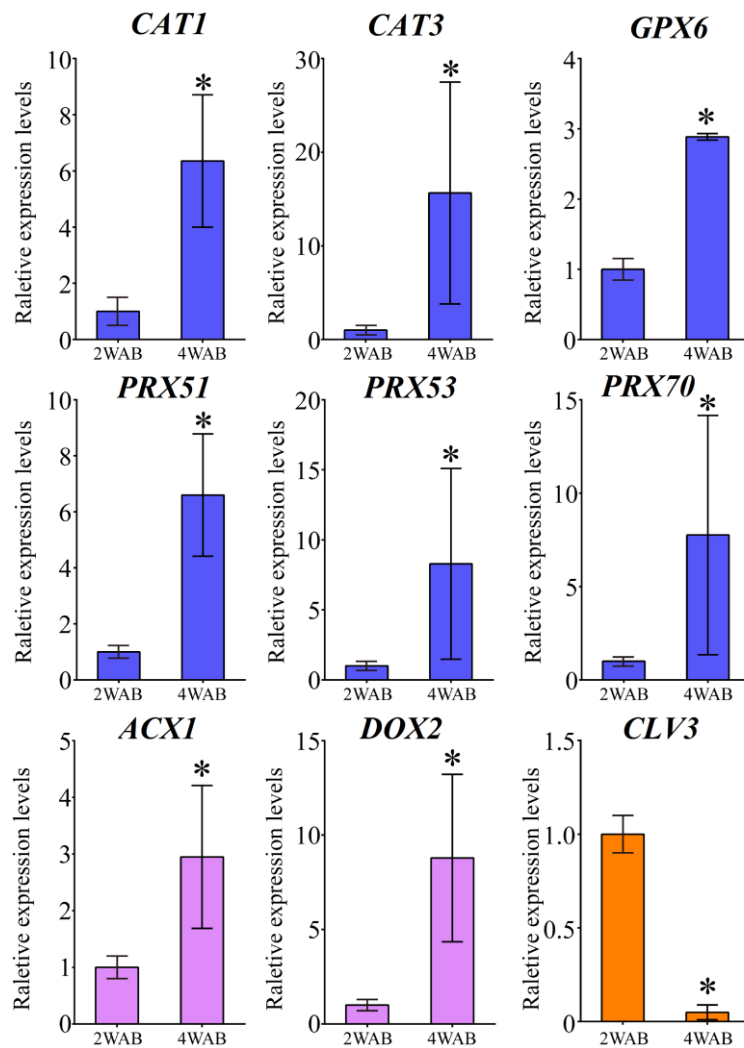 CAT1 CAT3 GPX6
Raletive expression levels Raletive expression levels Raletive expression levels
10 30 4
8
6
4
2
0
20
10
0
3
2
1
0
* * *
2WAB 4WAB 2WAB 4WAB 2WAB 4WAB
PRX51 PRX53 PRX70
Raletive expression levels Raletive expression levels Raletive expression levels
10 20 15
8
6
4
2
0
15
10
5
0
10
5
0
* * *
2WAB 4WAB 2WAB 4WAB 2WAB 4WAB
ACX1 DOX2 CLV3
Raletive expression levels Raletive expression levels Raletive expression levels
5
4
3
2
1
0
15
10
5
0
1.0
0.5
0.0
* * *
2WAB 4WAB 2WAB 4WAB 2WAB 4WAB